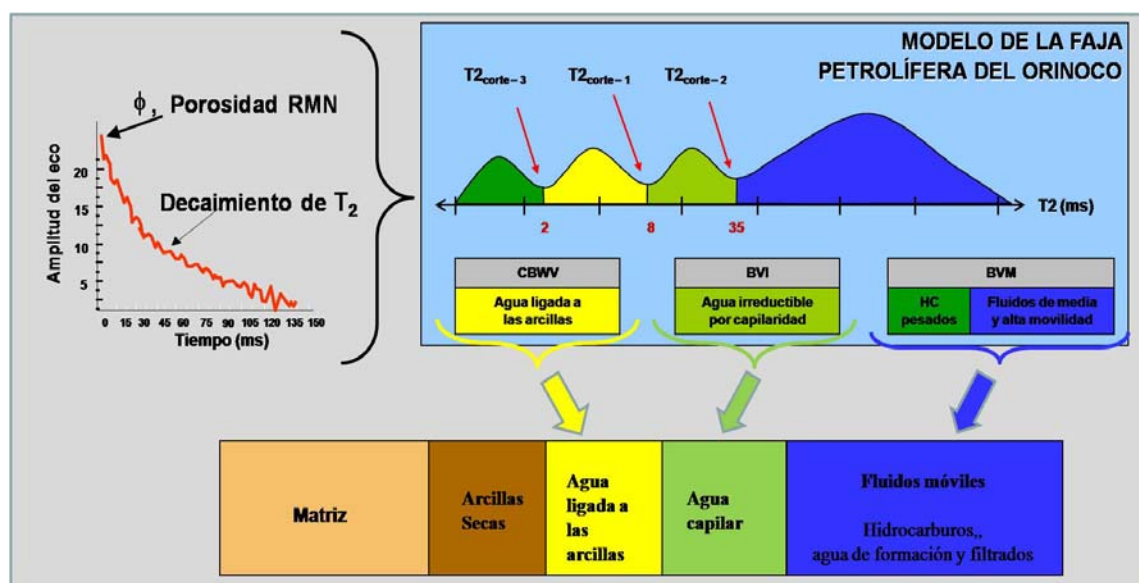 MODELO DE LA FAJA
PETROLÍFERA DEL ORINOCO
ϕ, Porosidad RMN
Decaimiento de T2
Amplitud del eco
20
15
10
5
0 15 30 45 60 75 90 105 120 135 150
Tiempo (ms)
T2corte-3
T2corte-1
T2corte-2
T2 (ms)
2
8
35
CBWV
Agua ligada a
las arcillas
BVI
Agua irreductible
por capilaridad
BVM
HC
pesados
Fluidos de media
y alta movilidad
Matriz
Arcillas
Secas
Agua
ligada a
las
arcillas
Agua
capilar
Fluidos móviles
Hidrocarburos,,
agua de formación y filtrados